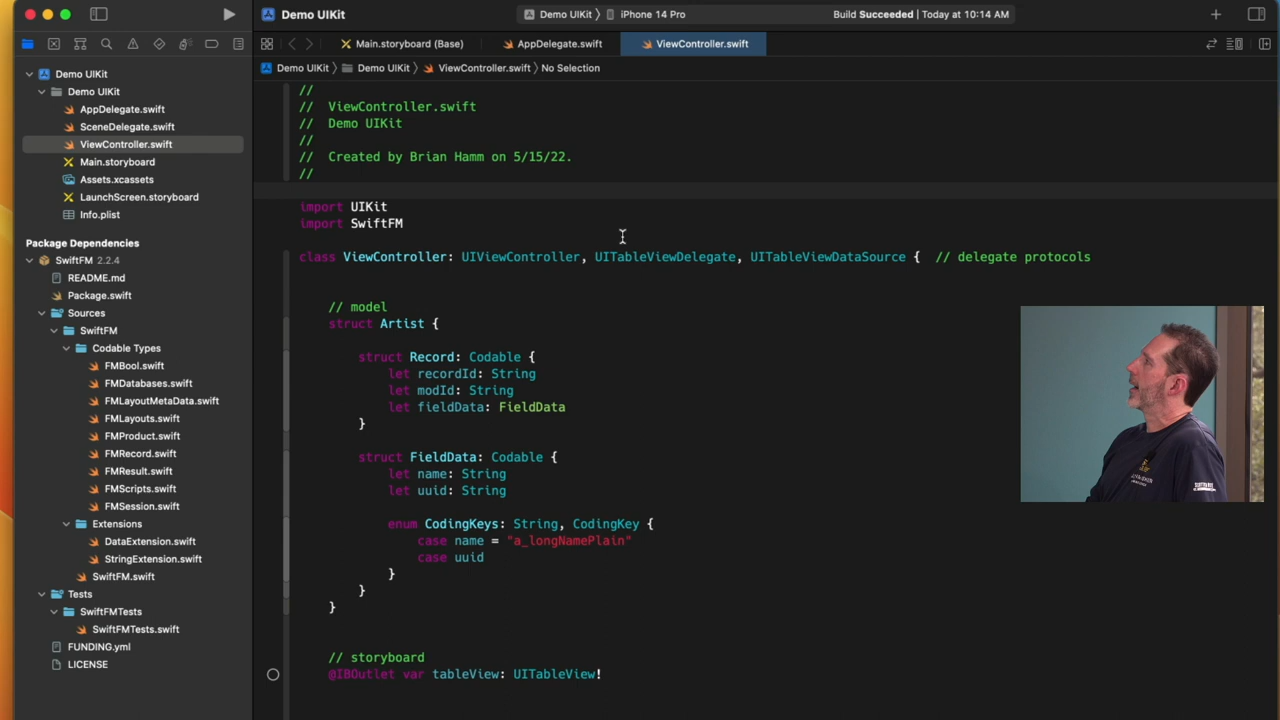 Demo UIKit
Demo UIKit
iPhone 14 Pro
Build Succeeded | Today at 10:14 AM
Main.storyboard (Base)
AppDelegate.swift
ViewController.swift
Demo UIKit
Demo UIKit
ViewController.swift
No Selection
Demo UIKit
Demo UIKit
AppDelegate.swift
SceneDelegate.swift
ViewController.swift
Main.storyboard
Assets.xcassets
LaunchScreen.storyboard
Info.plist
Package Dependencies
SwiftFM 2.2.4
README.md
Package.swift
Sources
SwiftFM
Codable Types
FMBool.swift
FMDatabases.swift
FMLayoutMetaData.swift
FMLayouts.swift
FMProduct.swift
FMRecord.swift
FMResult.swift
FMScripts.swift
FMSession.swift
Extensions
DataExtension.swift
StringExtension.swift
SwiftFM.swift
Tests
SwiftFMTests
SwiftFMTests.swift
FUNDING.yml
LICENSE
//
// ViewController.swift
// Demo UIKit
//
// Created by Brian Hamm on 5/15/22.
//
import UIKit
import SwiftFM
class ViewController: UIViewController, UITableViewDelegate, UITableViewDataSource { // delegate protocols
// model
struct Artist {
struct Record: Codable {
let recordId: String
let modId: String
let fieldData: FieldData
}
struct FieldData: Codable {
let name: String
let uuid: String
enum CodingKeys: String, CodingKey {
case name = "a_longNamePlain"
case uuid
}
}
}
// storyboard
@IBOutlet var tableView: UITableView!